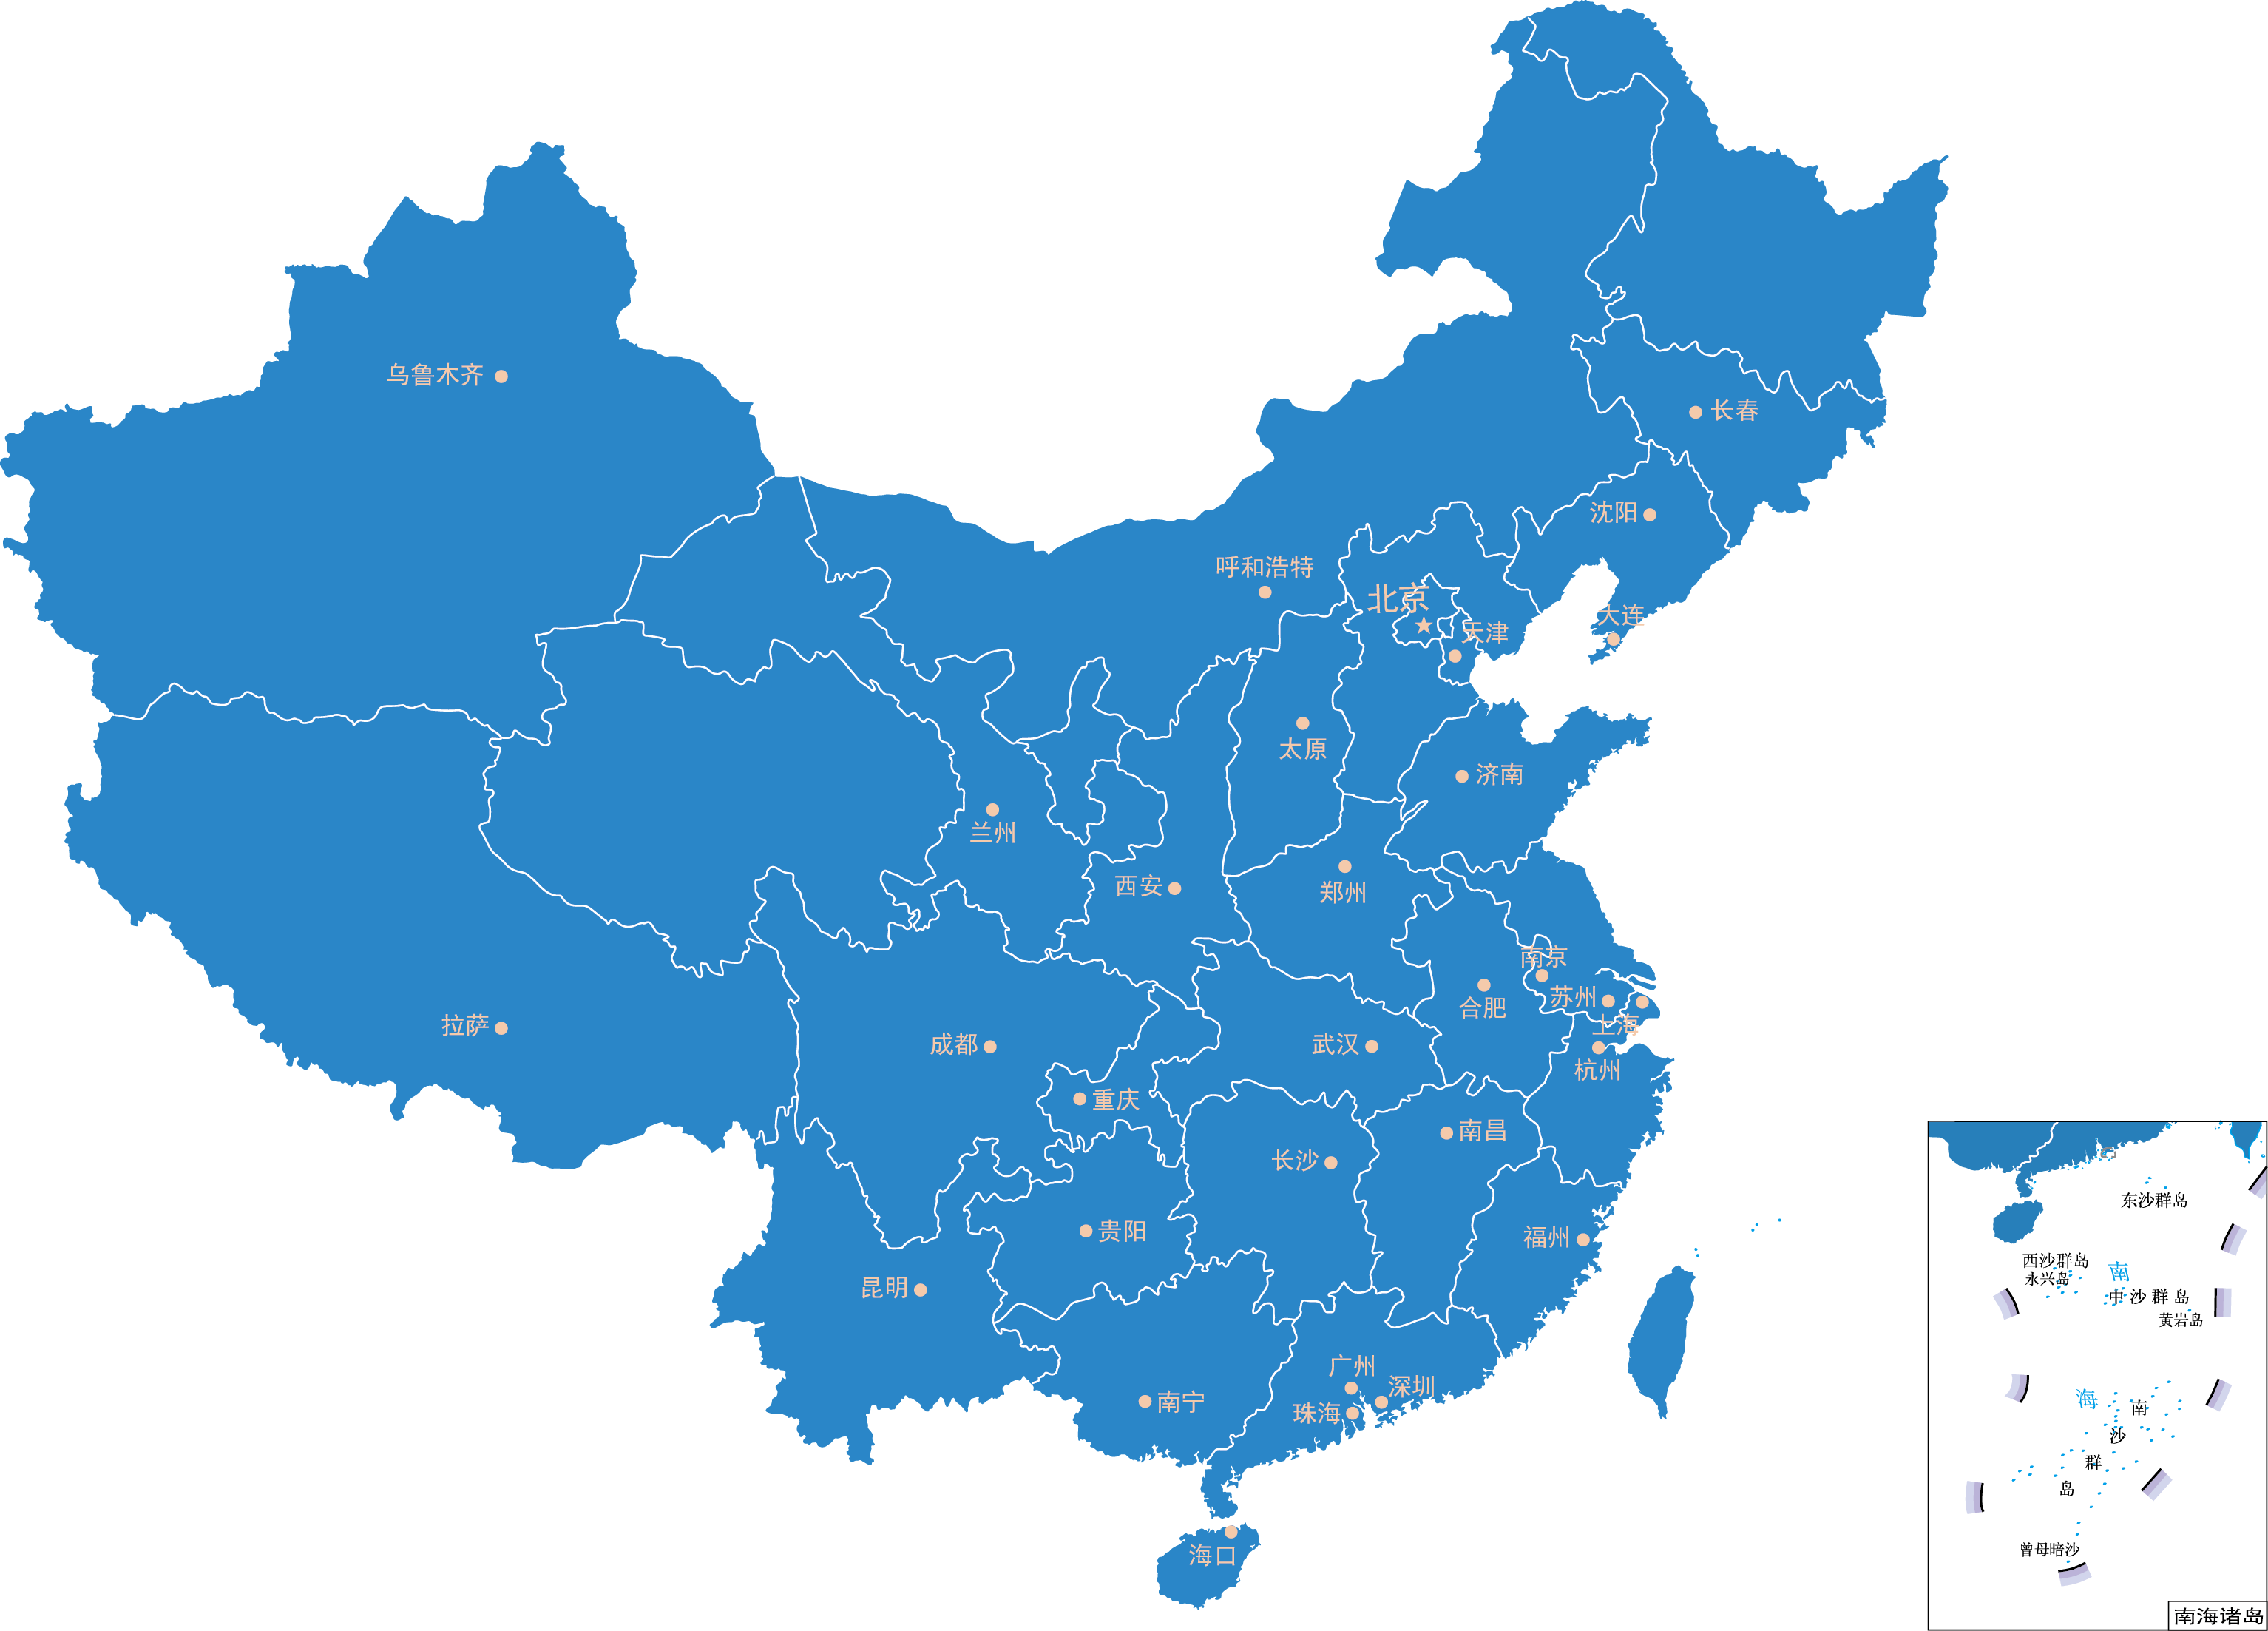 乌鲁木齐
长春
沈阳
呼和浩特
北京
大连
天津
太原
济南
兰州
西安
郑州
南京
苏州
合肥
上海
拉萨
成都
武汉
杭州
重庆
南昌
长沙
贵阳
福州
昆明
广州
深圳
南宁
珠海
海口
东沙群岛
西沙群岛
永兴岛
南
中沙群岛
黄岩岛
海
南
沙
群
岛
曾母暗沙
南海诸岛